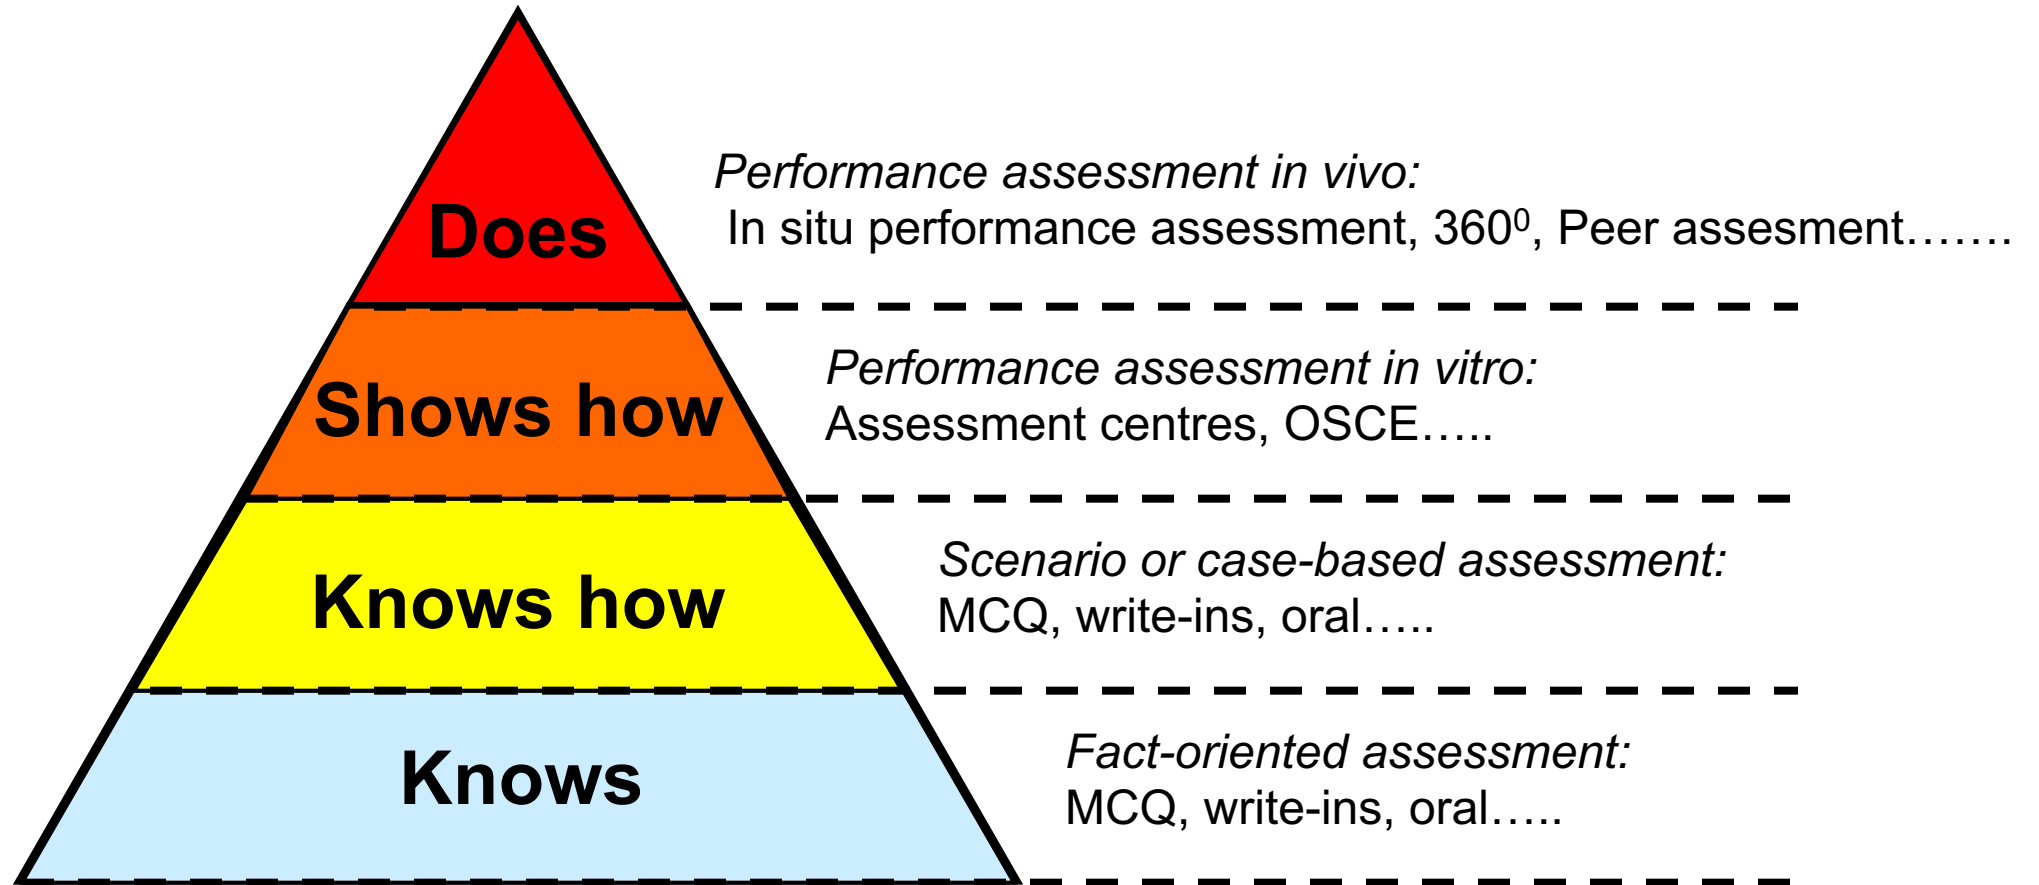 Performance assessment in vivo:
Does
In situ performance assessment, 360⁰, Peer assesment…….
Performance assessment in vitro:
Shows how
Assessment centres, OSCE…..
Scenario or case-based assessment:
Knows how
MCQ, write-ins, oral…..
Fact-oriented assessment:
Knows
MCQ, write-ins, oral…..